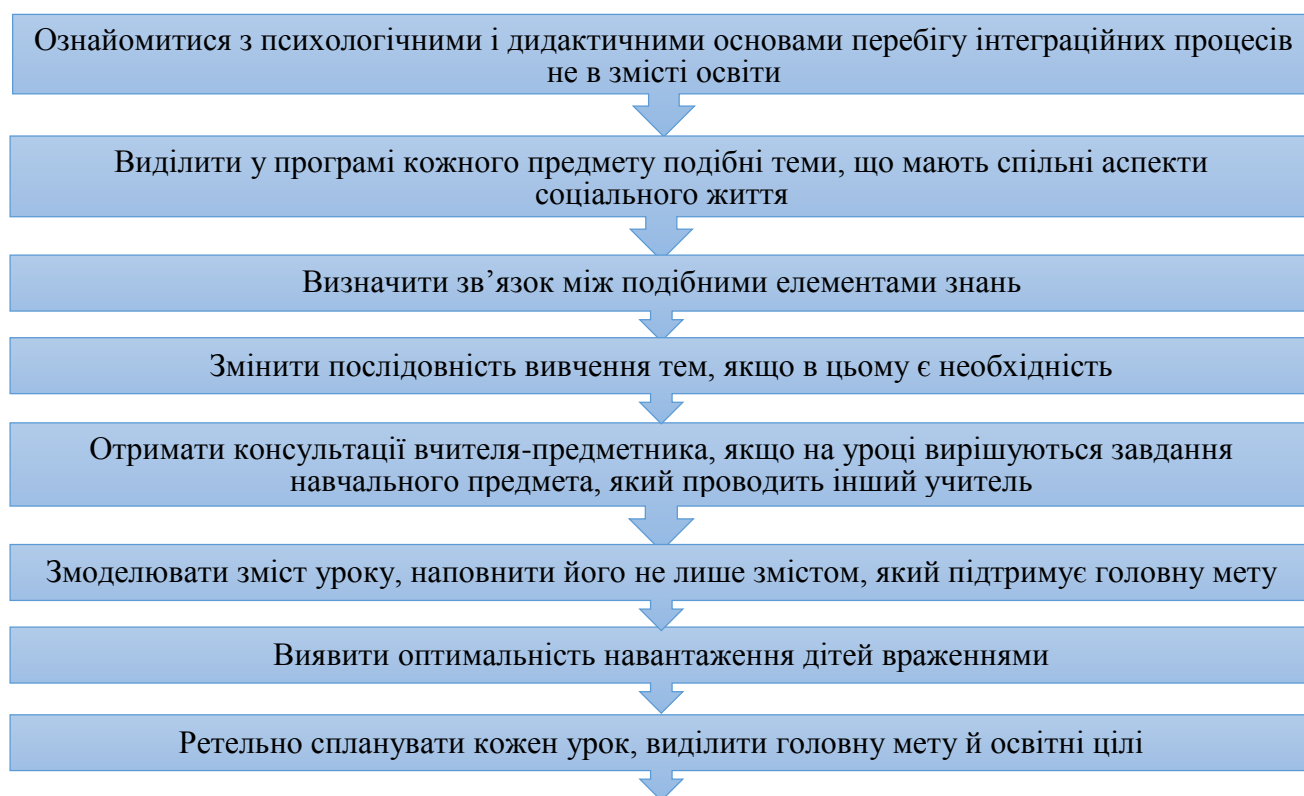 Ознайомитися з психологічними і дидактичними основами перебігу інтеграційних процесів
не в змісті освіти
Виділити у програмі кожного предмету подібні теми, що мають спільні аспекти
соціального життя
Визначити зв’язок між подібними елементами знань
Змінити послідовність вивчення тем, якщо в цьому є необхідність
Отримати консультації вчителя-предметника, якщо на уроці вирішуються завдання
навчального предмета, який проводить інший учитель
Змоделювати зміст уроку, наповнити його не лише змістом, який підтримує головну мету
Виявити оптимальність навантаження дітей враженнями
Ретельно спланувати кожен урок, виділити головну мету й освітні цілі